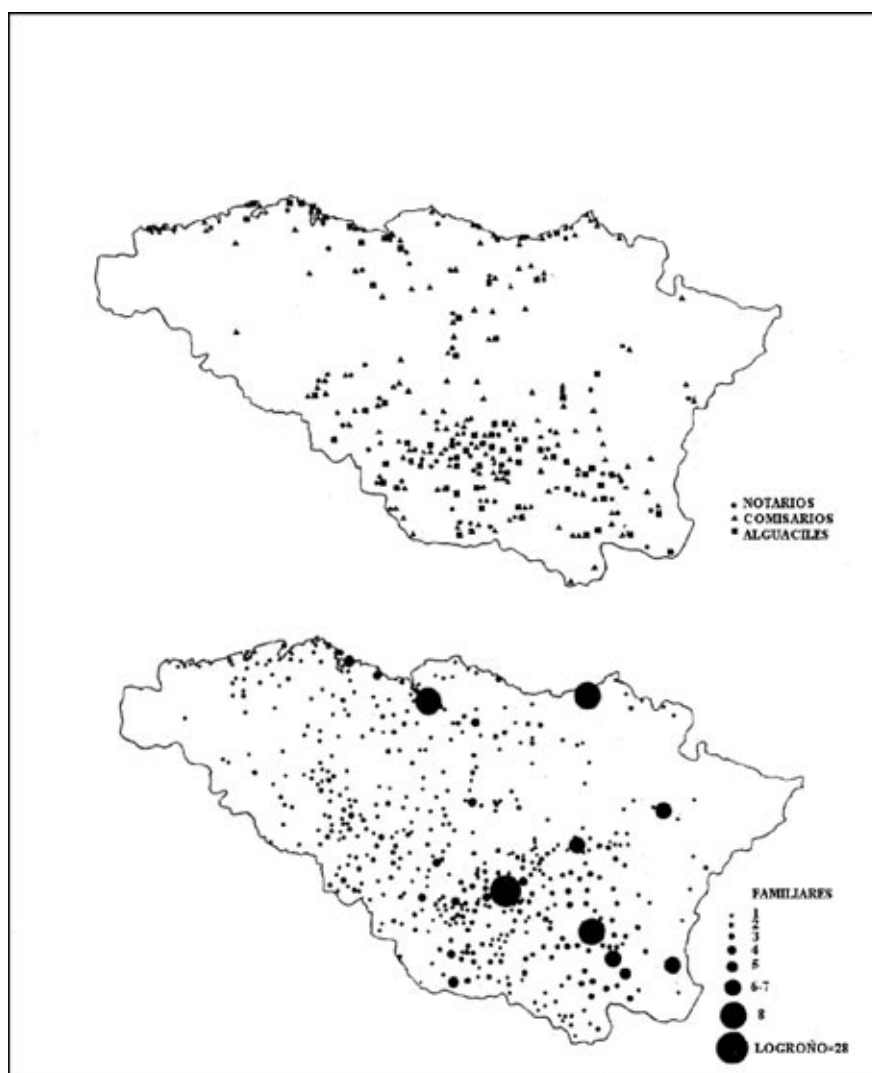 NOTARIOS
COMISARIOS
ALGUACILES
FAMILIARES
1
2
3
4
5
6-7
8
LOGROÑO=28